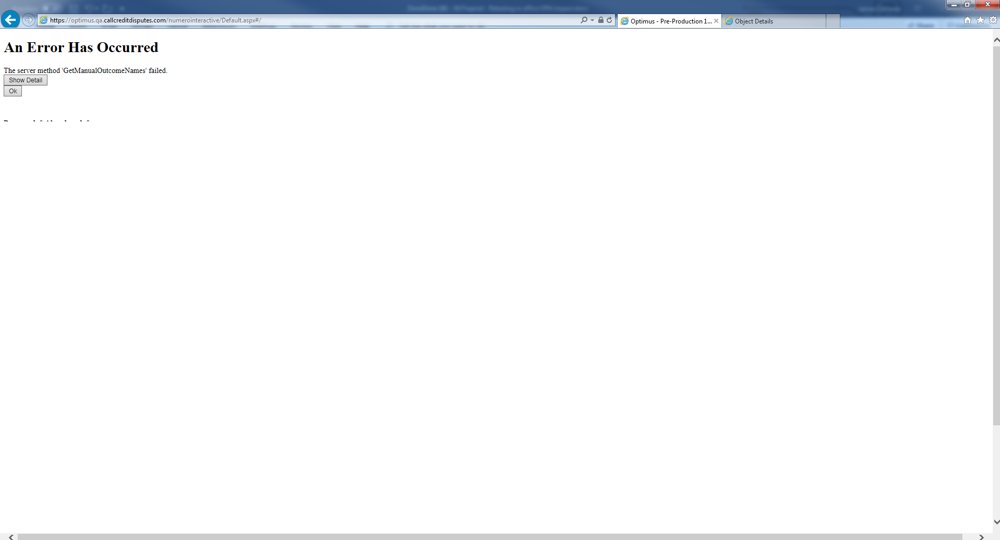 https://optimus.qa.callcreditdisputes.com/numerointeractive/Default.aspx#/
Optimus - Pre-Production 1...
Object Details
An Error Has Occurred
The server method 'GetManualOutcomeNames' failed.
Show Detail
Ok